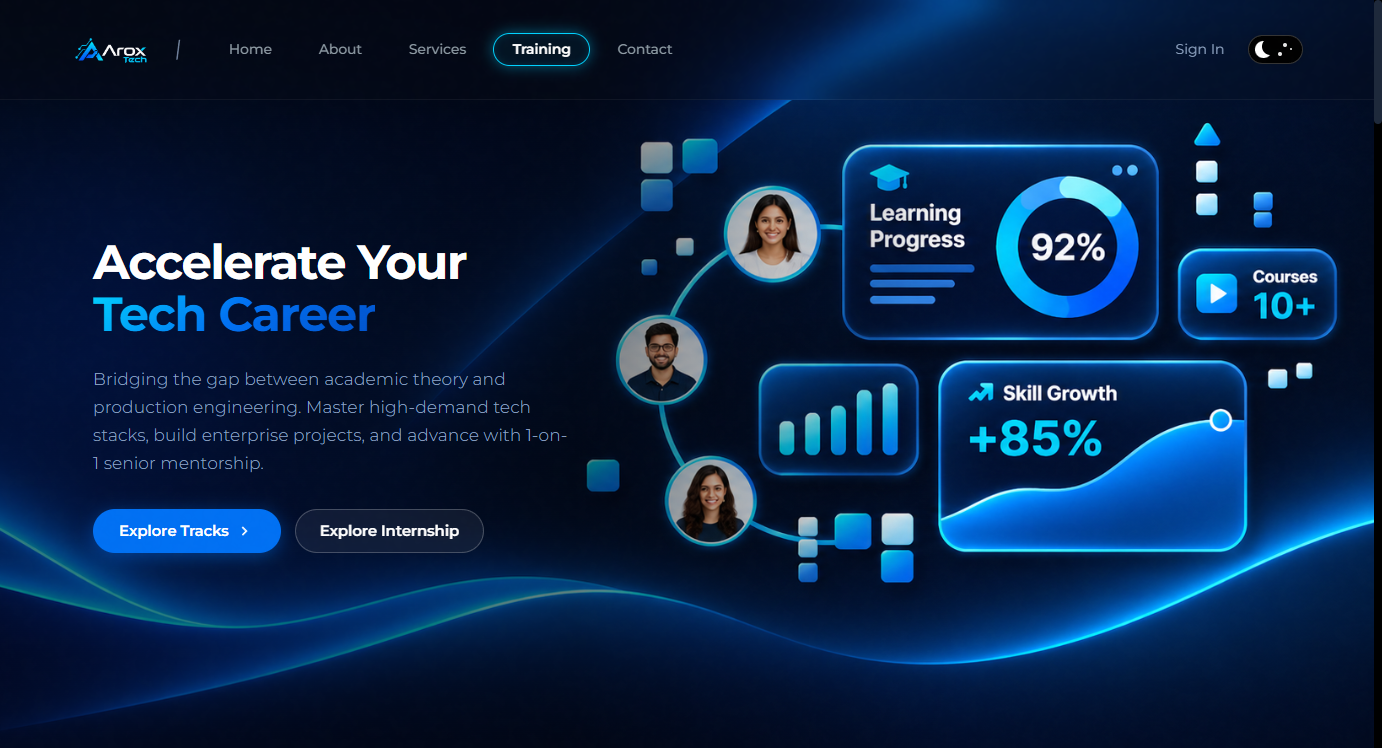 Arox
Tech
Home
About
Services
Training
Contact
Sign In
Accelerate Your
Tech Career
Bridging the gap between academic theory and
production engineering. Master high-demand tech
stacks, build enterprise projects, and advance with 1-on-
1 senior mentorship.
Explore Tracks
Explore Internship
Learning
Progress
92%
Courses
10+
Skill Growth
+85%